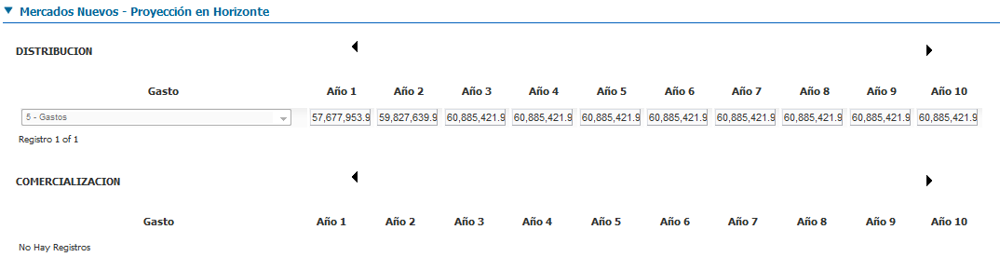 Mercados Nuevos - Proyección en Horizonte
DISTRIBUCION
Gasto Año 1 Año 2 Año 3 Año 4 Año 5 Año 6 Año 7 Año 8 Año 9 Año 10
5 - Gastos 57,677,953.9 59,827,639.9 60,885,421.9 60,885,421.9 60,885,421.9 60,885,421.9 60,885,421.9 60,885,421.9 60,885,421.9 60,885,421.9
Registro 1 of 1
COMERCIALIZACION
Gasto Año 1 Año 2 Año 3 Año 4 Año 5 Año 6 Año 7 Año 8 Año 9 Año 10
No Hay Registros